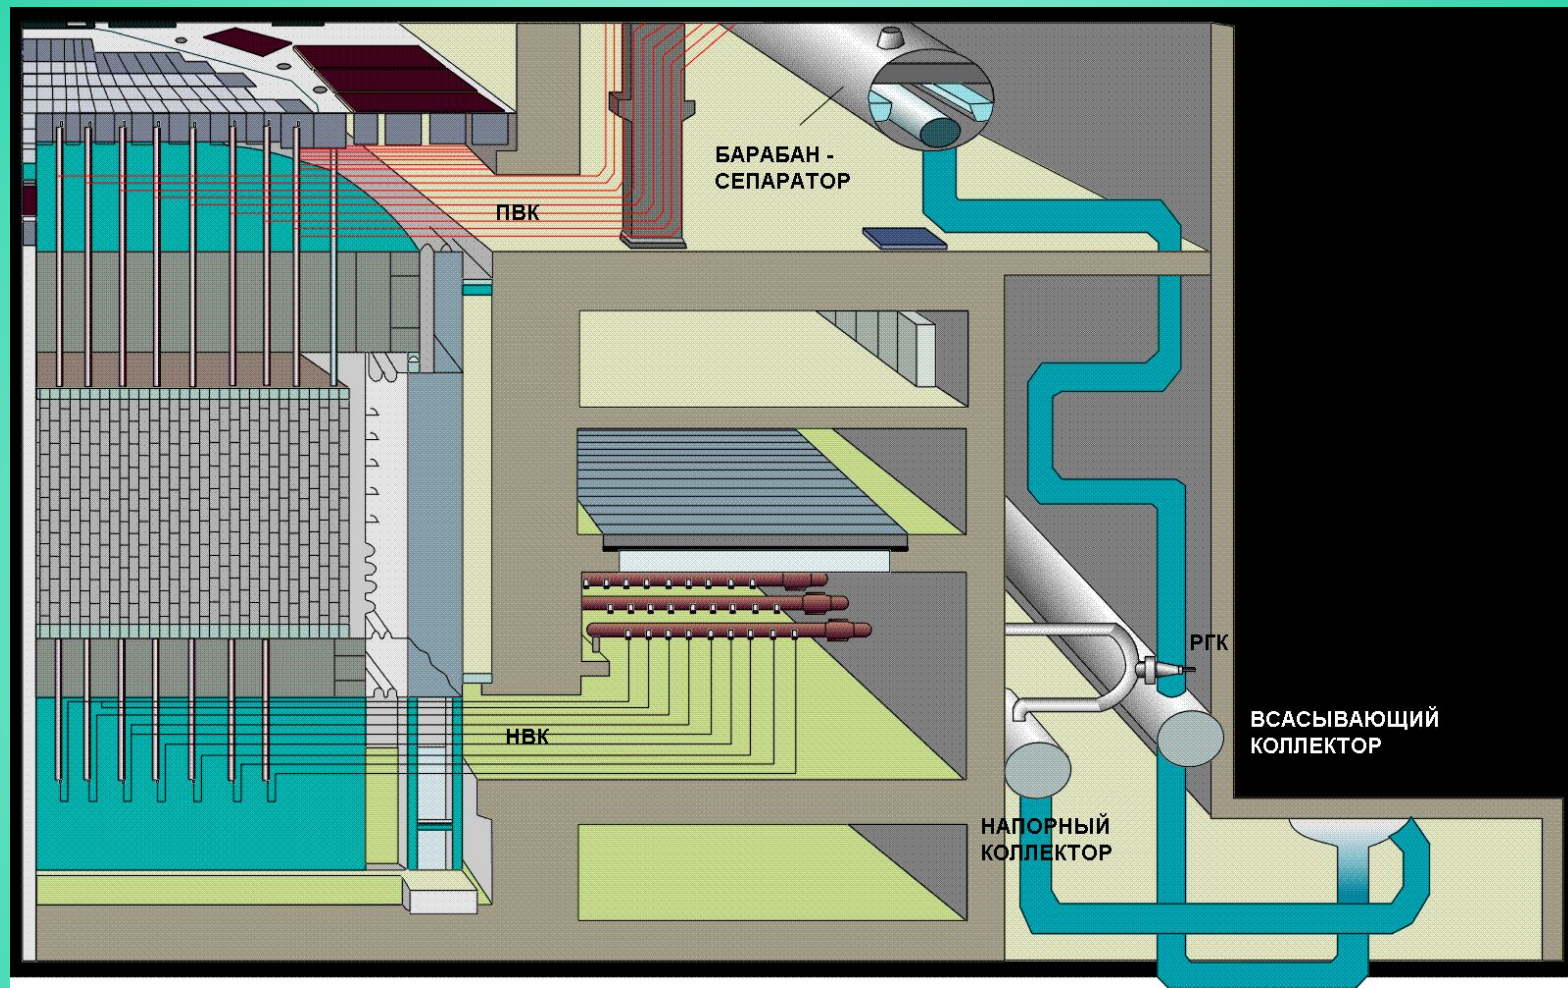 БАРАБАН -
СЕПАРАТОР
ПВК
РГК
ВСАСЫВАЮЩИЙ
КОЛЛЕКТОР
НВК
НАПОРНЫЙ
КОЛЛЕКТОР